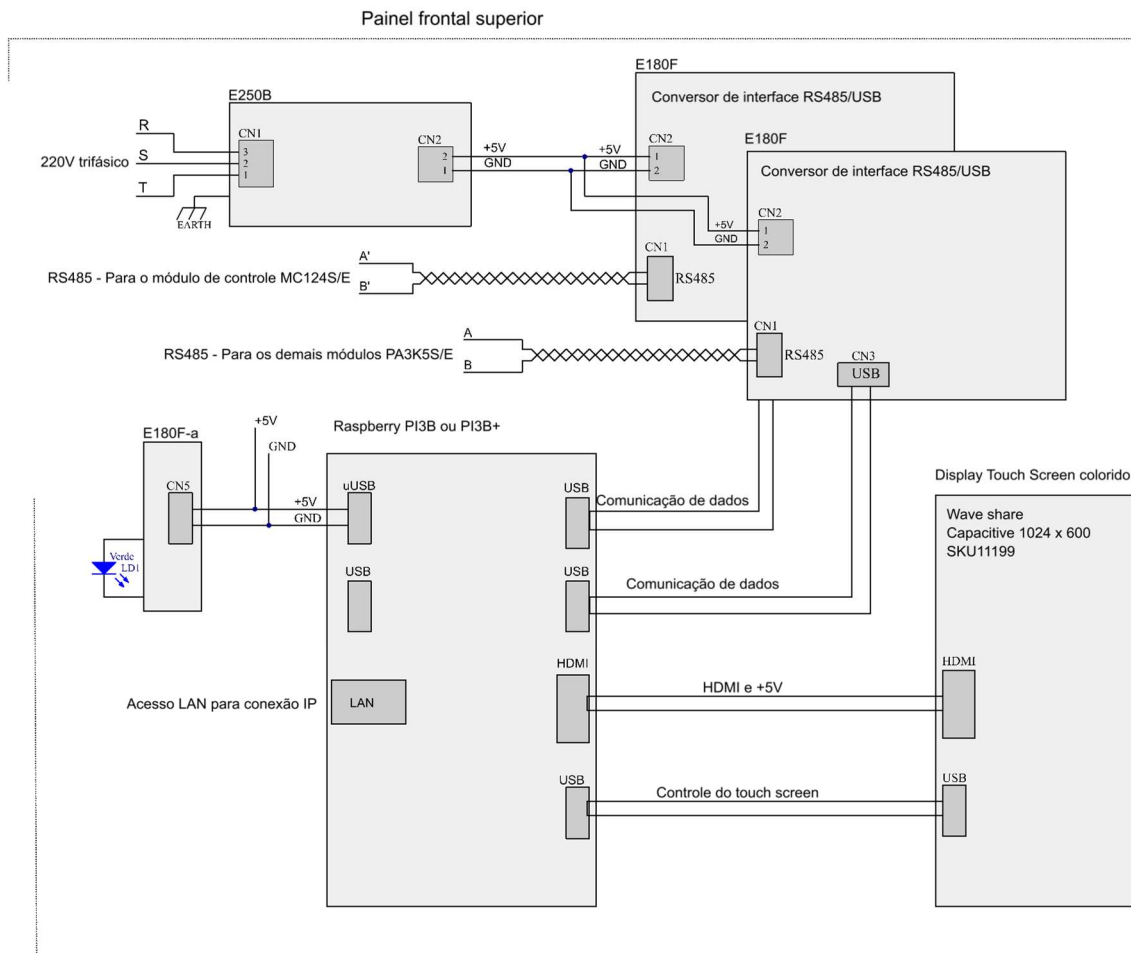 Painel frontal superior
E180F
Conversor de interface RS485/USB
E250B
R
CN1
3
220V trifásico
S
2
1
T
EARTH
CN2
2
+5V
+5V
1
GND
GND
CN2
1
2
E180F
Conversor de interface RS485/USB
CN2
+5V
1
GND
2
A'
RS485 - Para o módulo de controle MC124S/E
B'
CN1
RS485
A
RS485 - Para os demais módulos PA3K5S/E
B
CN1
RS485
CN3
USB
E180F-a
+5V
GND
CN5
+5V
GND
Verde
LD1
Raspberry PI3B ou PI3B+
uUSB
USB
Comunicação de dados
USB
USB
Comunicação de dados
Acesso LAN para conexão IP
LAN
HDMI
HDMI e +5V
HDMI
USB
Controle do touch screen
USB
Display Touch Screen colorido
Wave share
Capacitive 1024 x 600
SKU11199